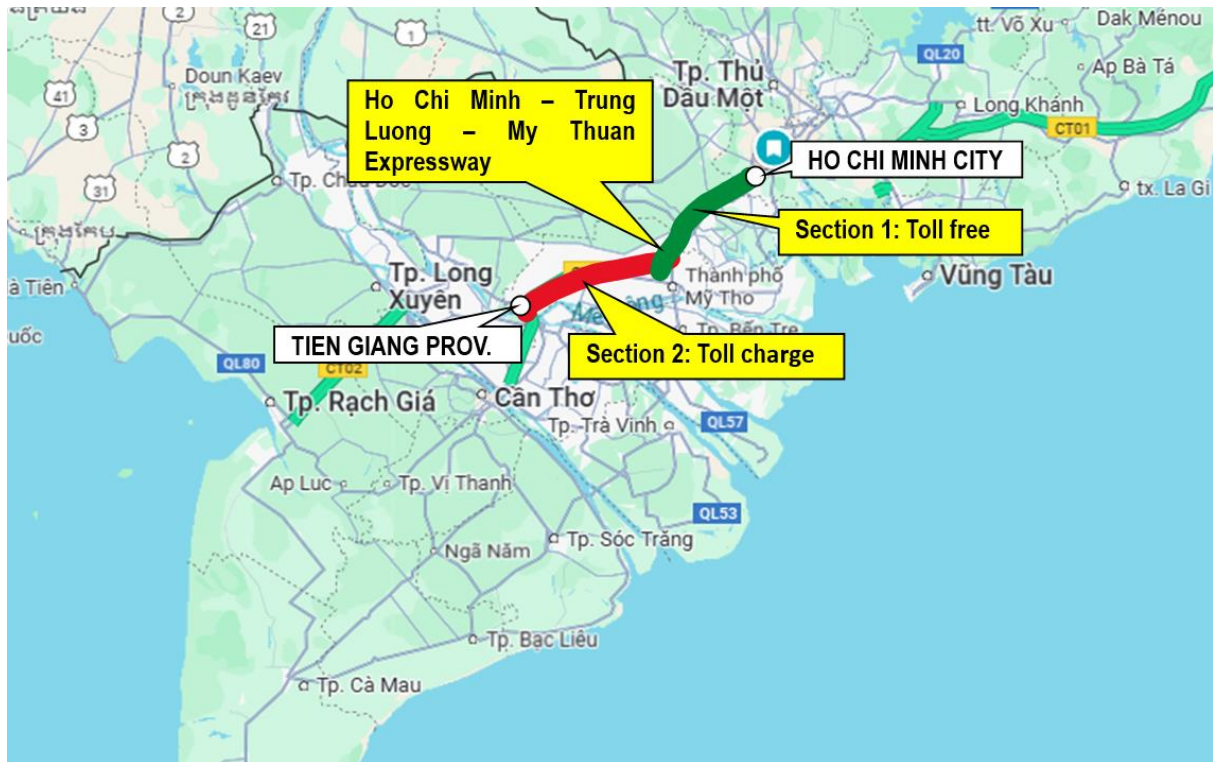 2
21
1
tt. Võ Xu
Dak Ménou
QL20
Ap Bà Tá
Doun Kaev
41
3
2
31
Tp. Thủ
Dầu Một
Long Khánh
CT01
Ho Chi Minh – Trung
Luong – My Thuan
Expressway
HO CHI MINH CITY
tx. La Gi
Section 1: Toll free
Tp. Long
Xuyên
Thành phố
Mỹ Tho
Vũng Tàu
à Tiên
uốc
TIEN GIANG PROV.
Tp. Bến Tre
Section 2: Toll charge
QL80
CT02
Tp. Rạch Giá
Cần Thơ
Tp. Trà Vinh
QL57
Ap Luc
Tp. Vị Thanh
QL53
Ngã Năm
Tp. Sóc Trăng
Tp. Bạc Liêu
Tp. Cà Mau